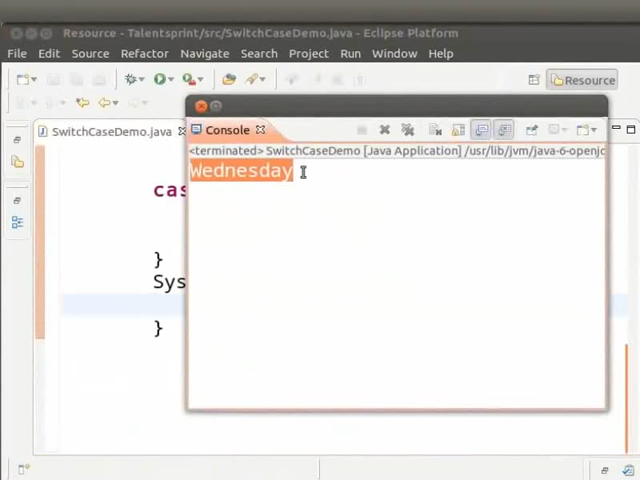 Resource - Talentsprint/src/SwitchCaseDemo.java - Eclipse Platform
File Edit Source Refactor Navigate Search Project Run Window Help
Resource
SwitchCaseDemo.java
Console
<terminated> SwitchCaseDemo [Java Application] /usr/lib/jvm/java-6-openjd
Wednesday
cas
}
Sys
}